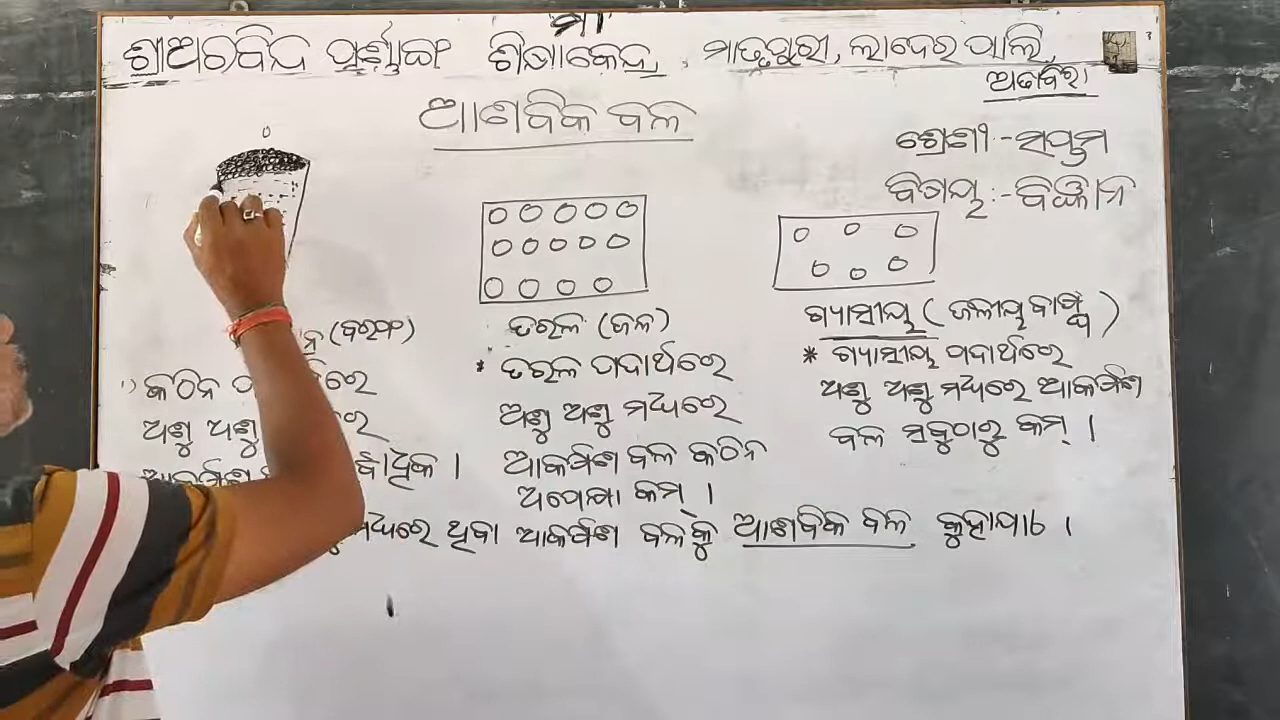 ମା
ଶ୍ରୀଅରବିନ୍ଦ ପୂର୍ଣ୍ଣାଙ୍ଗ ଶିକ୍ଷାକେନ୍ଦ୍ର, ମାତୃପୁରୀ, ଲାଦେରପାଲି,
ଅତାବିରା
ଆଣବିକ ବଳ
ଶ୍ରେଣୀ:-ସପ୍ତମ
ବିଷୟ:-ବିଜ୍ଞାନ
(ବରଫ)
୧) କଠିନ
ଅଣୁ ଅଣୁ
ତରଳ (ଜଳ)
* ତରଳ ପଦାର୍ଥରେ
ଅଣୁ ଅଣୁ ମଧ୍ୟରେ
ଆକର୍ଷଣ ବଳ କଠିନ
ଅପେକ୍ଷା କମ୍ ।
ଗ୍ୟାସୀୟ (ଜଳୀୟବାଷ୍ପ)
* ଗ୍ୟାସୀୟ ପଦାର୍ଥରେ
ଅଣୁ ଅଣୁ ମଧ୍ୟରେ ଆକର୍ଷଣ
ବଳ ସବୁଠାରୁ କମ୍ ।
ମଧ୍ୟରେ ଥିବା ଆକର୍ଷଣ ବଳକୁ ଆଣବିକ ବଳ କୁହାଯାଏ ।